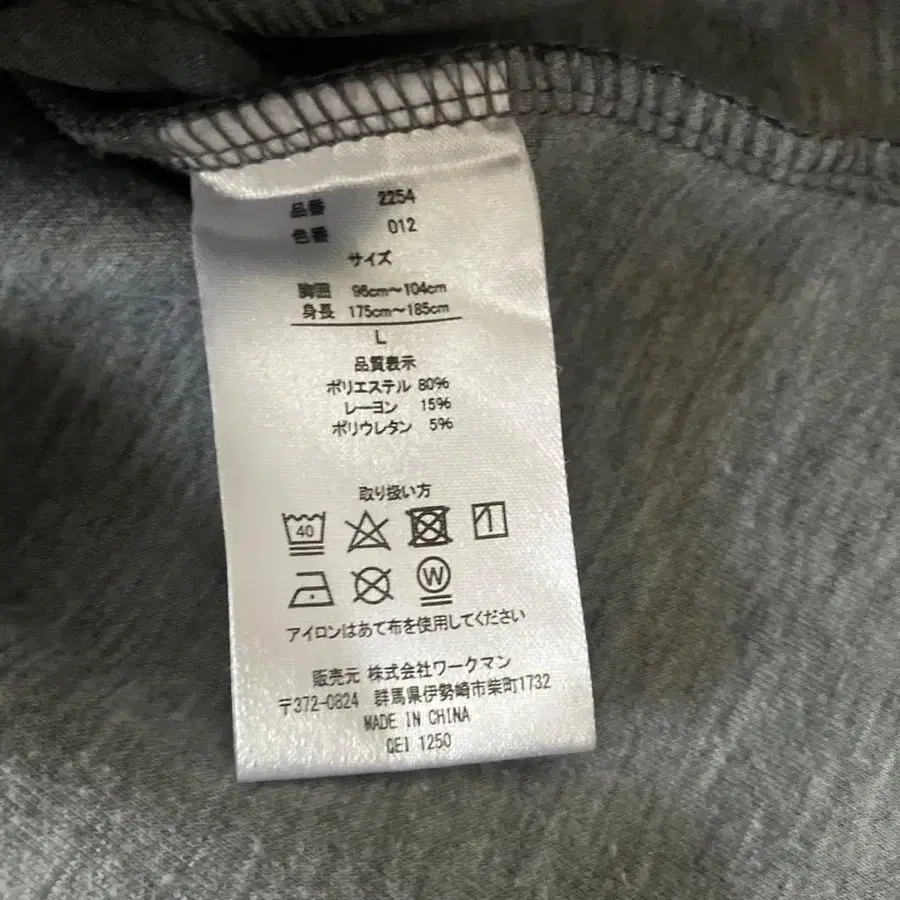 品番 2254
色番 012
サイズ
胸囲 96cm～104cm
身長 175cm～185cm
L
品質表示
ポリエステル 80%
レーヨン 15%
ポリウレタン 5%
取り扱い方
40
W
アイロンはあて布を使用してください
販売元 株式会社ワークマン
〒372-0824 群馬県伊勢崎市柴町1732
MADE IN CHINA
QEI 1250